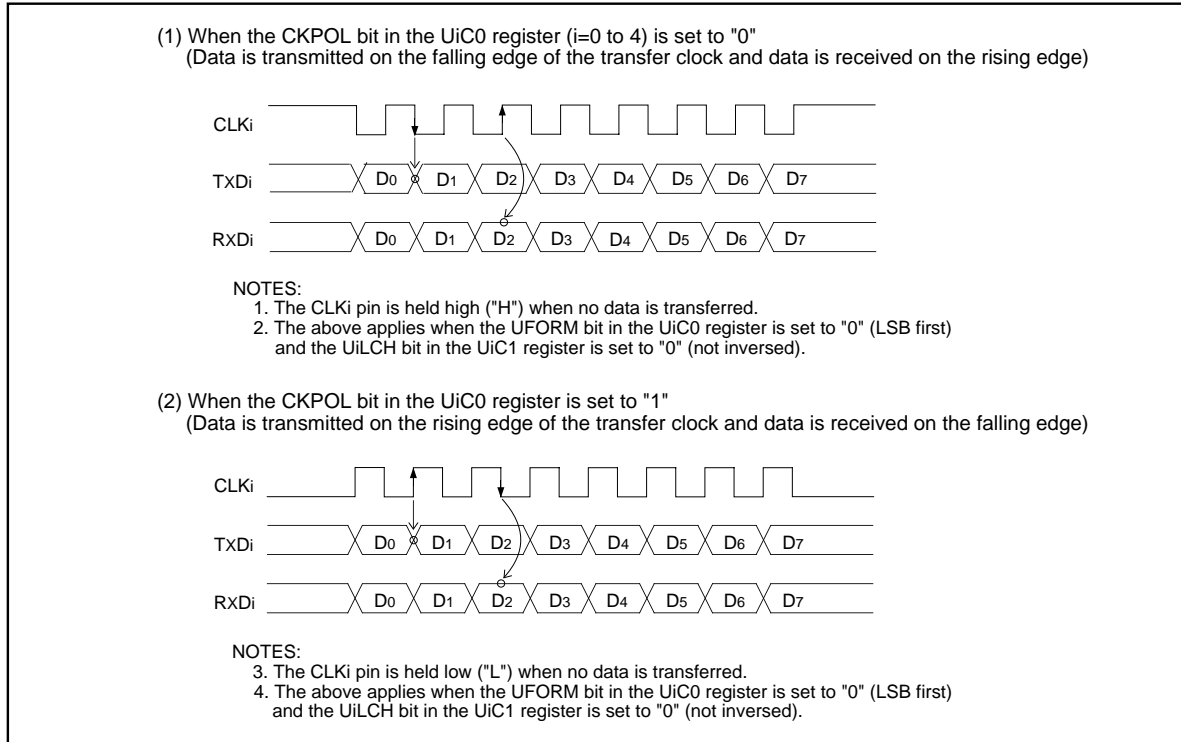 (1) When the CKPOL bit in the UiC0 register (i=0 to 4) is set to "0"
(Data is transmitted on the falling edge of the transfer clock and data is received on the rising edge)
CLKi
TXDi D0 D1 D2 D3 D4 D5 D6 D7
RXDi D0 D1 D2 D3 D4 D5 D6 D7
NOTES:
1. The CLKi pin is held high ("H") when no data is transferred.
2. The above applies when the UFORM bit in the UiC0 register is set to "0" (LSB first)
and the UiLCH bit in the UiC1 register is set to "0" (not inversed).
(2) When the CKPOL bit in the UiC0 register is set to "1"
(Data is transmitted on the rising edge of the transfer clock and data is received on the falling edge)
CLKi
TXDi D0 D1 D2 D3 D4 D5 D6 D7
RXDi D0 D1 D2 D3 D4 D5 D6 D7
NOTES:
3. The CLKi pin is held low ("L") when no data is transferred.
4. The above applies when the UFORM bit in the UiC0 register is set to "0" (LSB first)
and the UiLCH bit in the UiC1 register is set to "0" (not inversed).